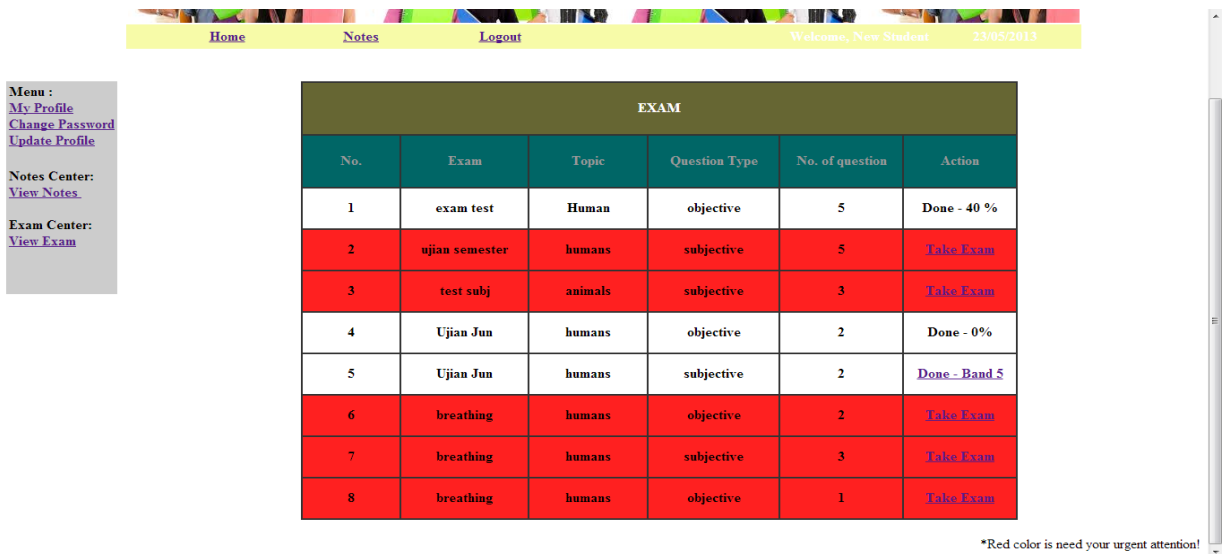 Home Notes Logout Welcome, New Student 23/05/2013
Menu :
My Profile
Change Password
Update Profile
Notes Center:
View Notes
Exam Center:
View Exam
EXAM
No. Exam Topic Question Type No. of question Action
1 exam test Human objective 5 Done - 40 %
2 ujian semester humans subjective 5 Take Exam
3 test subj animals subjective 3 Take Exam
4 Ujian Jun humans objective 2 Done - 0%
5 Ujian Jun humans subjective 2 Done - Band 5
6 breathing humans objective 2 Take Exam
7 breathing humans subjective 3 Take Exam
8 breathing humans objective 1 Take Exam
*Red color is need your urgent attention!